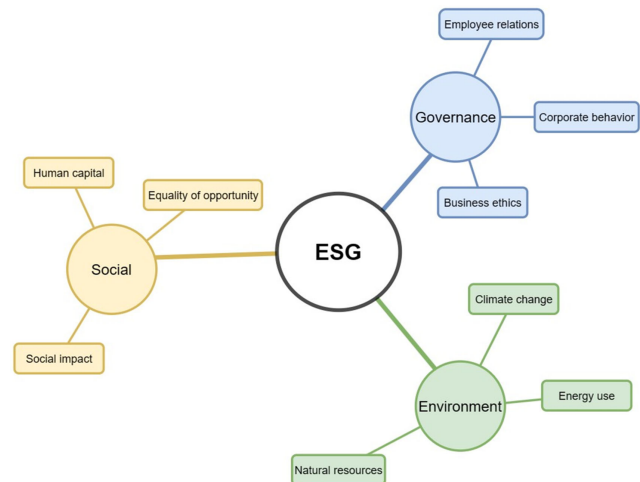 Employee relations
Governance
Corporate behavior
Business ethics
Human capital
Equality of opportunity
Social
Social impact
ESG
Climate change
Environment
Energy use
Natural resources